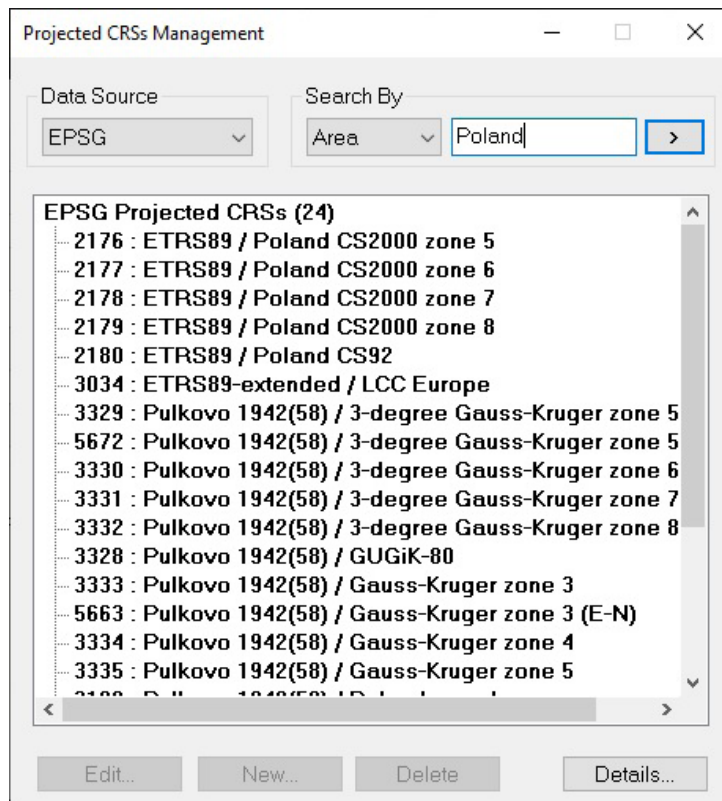 Projected CRSs Management
Data Source
Search By
EPSG
Area
Poland
>
EPSG Projected CRSs (24)
2176 : ETRS89 / Poland CS2000 zone 5
2177 : ETRS89 / Poland CS2000 zone 6
2178 : ETRS89 / Poland CS2000 zone 7
2179 : ETRS89 / Poland CS2000 zone 8
2180 : ETRS89 / Poland CS92
3034 : ETRS89-extended / LCC Europe
3329 : Pulkovo 1942(58) / 3-degree Gauss-Kruger zone 5
5672 : Pulkovo 1942(58) / 3-degree Gauss-Kruger zone 5
3330 : Pulkovo 1942(58) / 3-degree Gauss-Kruger zone 6
3331 : Pulkovo 1942(58) / 3-degree Gauss-Kruger zone 7
3332 : Pulkovo 1942(58) / 3-degree Gauss-Kruger zone 8
3328 : Pulkovo 1942(58) / GUGiK-80
3333 : Pulkovo 1942(58) / Gauss-Kruger zone 3
5663 : Pulkovo 1942(58) / Gauss-Kruger zone 3 (E-N)
3334 : Pulkovo 1942(58) / Gauss-Kruger zone 4
3335 : Pulkovo 1942(58) / Gauss-Kruger zone 5
Edit...
New...
Delete
Details...